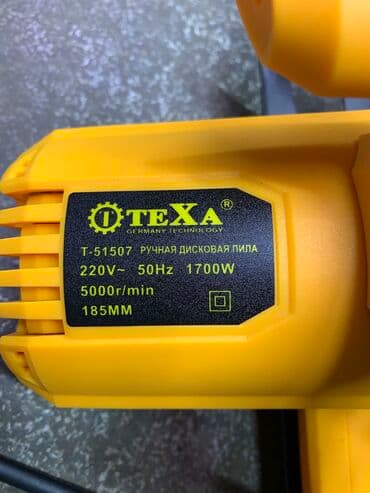 TEXA ®
GERMANY TECHNOLOGY
T-51507 РУЧНАЯ ДИСКОВАЯ ПИЛА
220V~ 50Hz 1700W
5000r/min
185MM